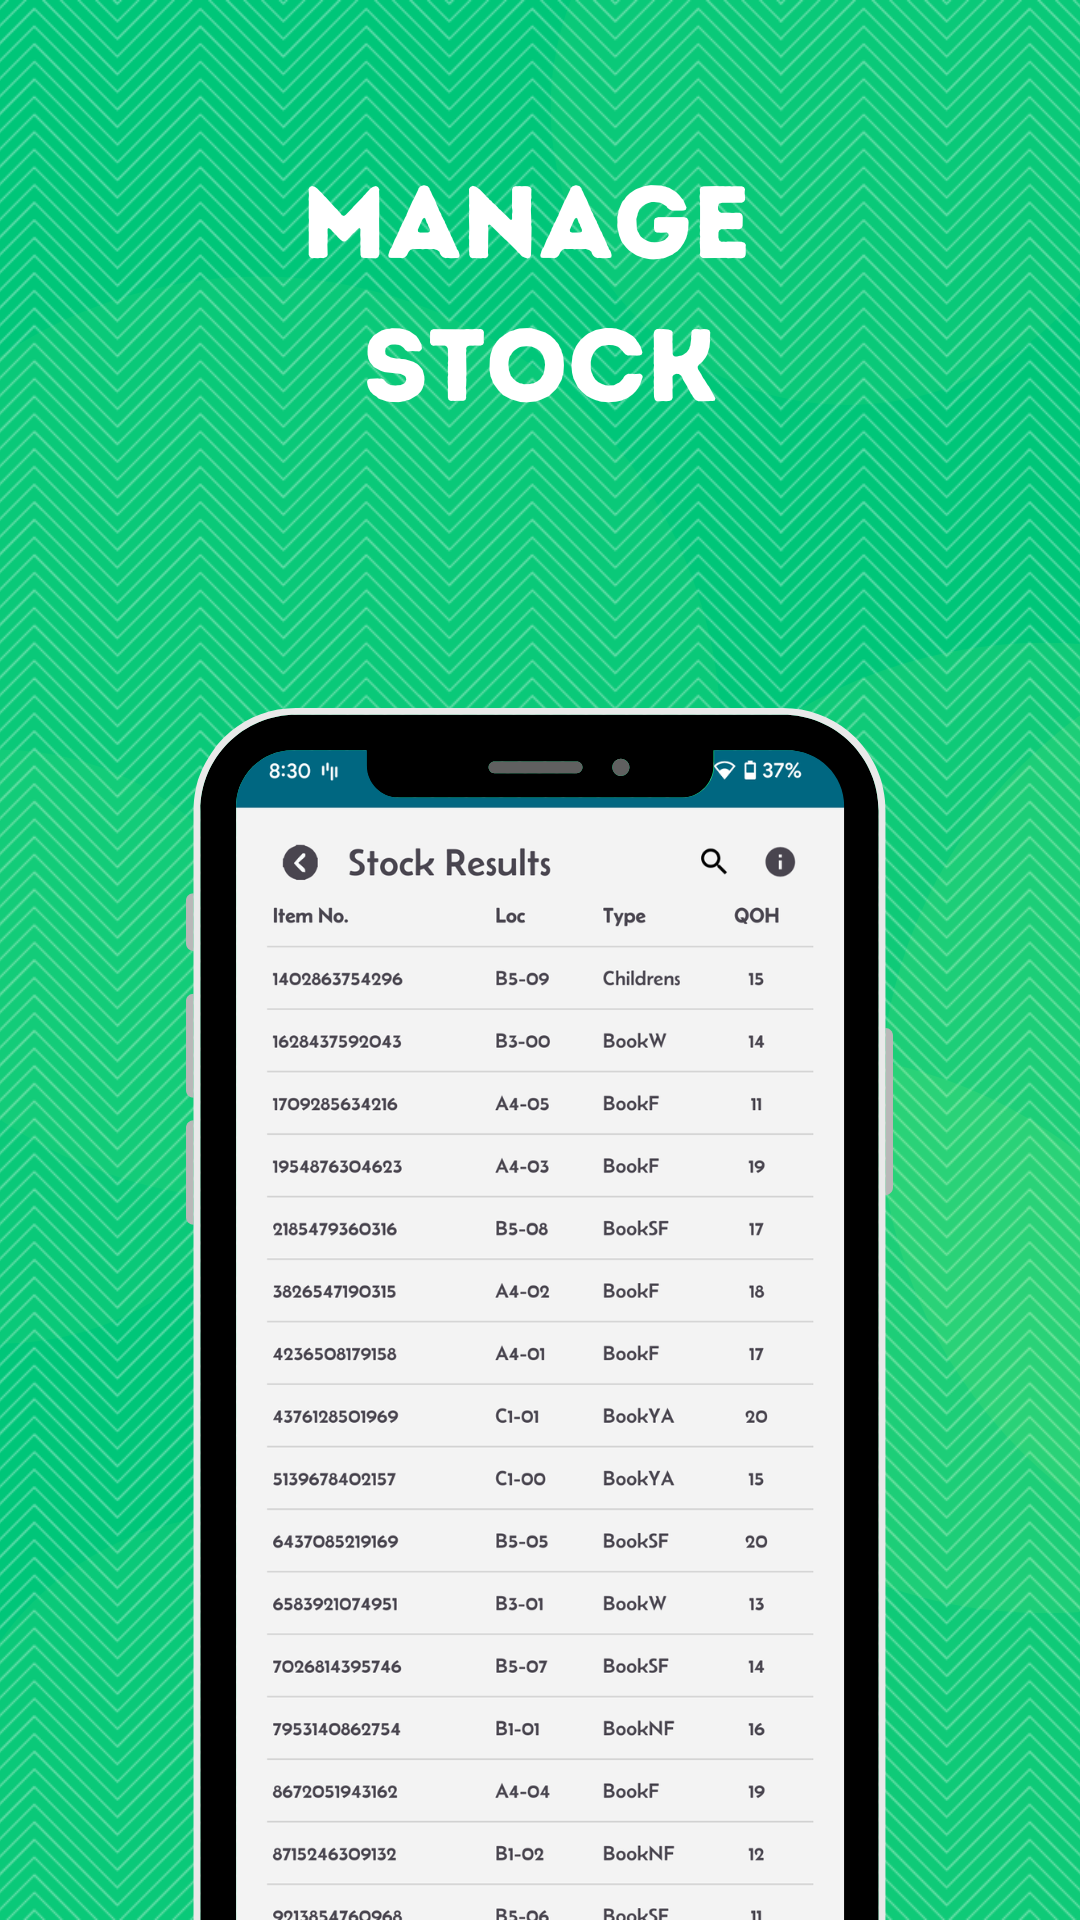 MANAGE
STOCK
8:30 37%
Stock Results
Item No. Loc Type QOH
1402863754296 B5-09 Childrens 15
1628437592043 B3-00 BookW 14
1709285634216 A4-05 BookF 11
1954876304623 A4-03 BookF 19
2185479360316 B5-08 BookSF 17
3826547190315 A4-02 BookF 18
4236508179158 A4-01 BookF 17
4376128501969 C1-01 BookYA 20
5139678402157 C1-00 BookYA 15
6437085219169 B5-05 BookSF 20
6583921074951 B3-01 BookW 13
7026814395746 B5-07 BookSF 14
7953140862754 B1-01 BookNF 16
8672051943162 A4-04 BookF 19
8715246309132 B1-02 BookNF 12
9213854760968 B5-06 BookSF 11